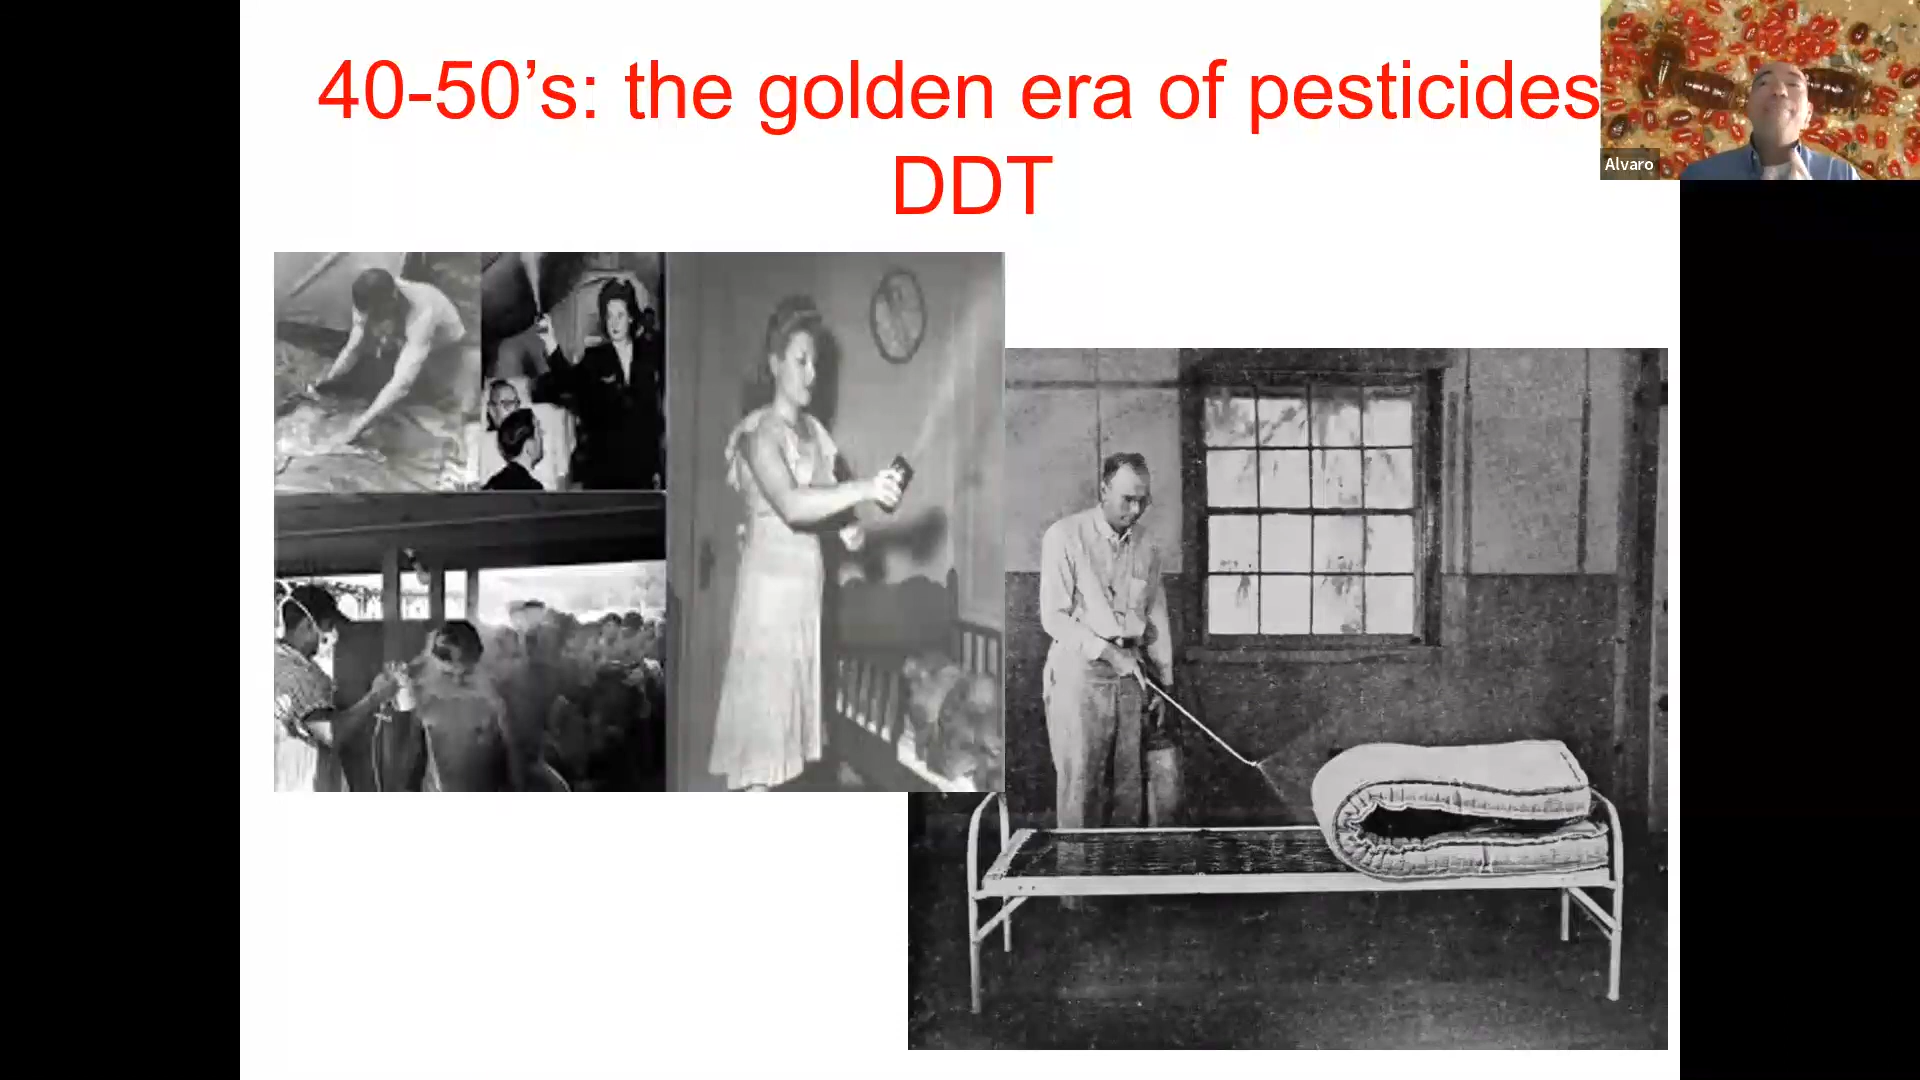 40-50’s: the golden era of pesticides
DDT
Alvaro